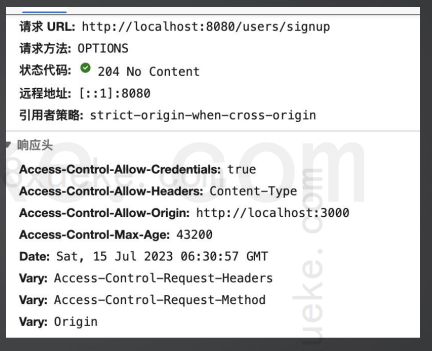 请求 URL: http://localhost:8080/users/signup
请求方法: OPTIONS
状态代码: 204 No Content
远程地址: [::1]:8080
引用者策略: strict-origin-when-cross-origin
响应头
Access-Control-Allow-Credentials: true
Access-Control-Allow-Headers: Content-Type
Access-Control-Allow-Origin: http://localhost:3000
Access-Control-Max-Age: 43200
Date: Sat, 15 Jul 2023 06:30:57 GMT
Vary: Access-Control-Request-Headers
Vary: Access-Control-Request-Method
Vary: Origin